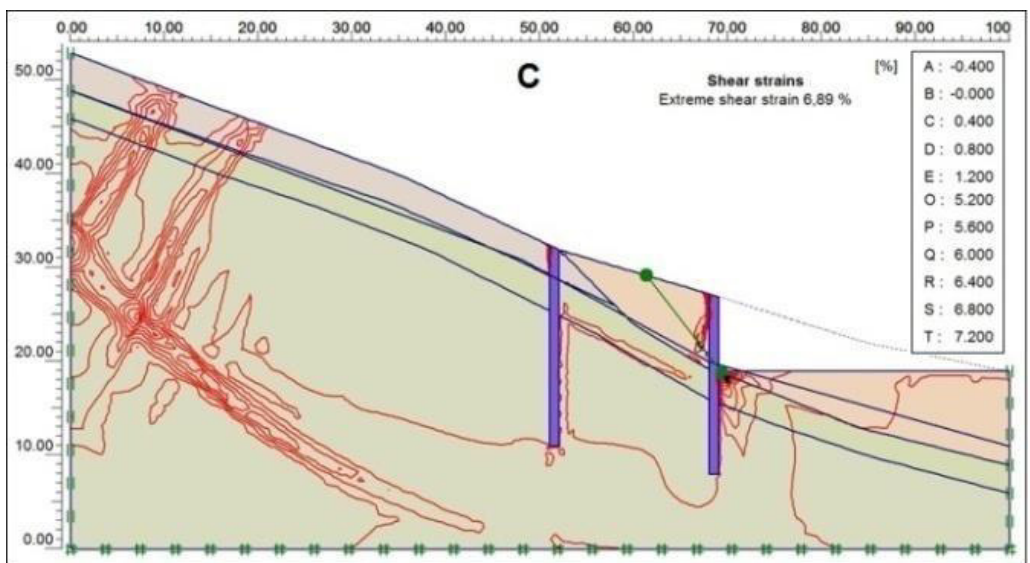 0.00 10.00 20.00 30.00 40.00 50.00 60.00 70.00 80.00 90.00 100
50.00
40.00
30.00
20.00
10.00
0.00
C
Shear strains
Extreme shear strain 6,89 %
[%]
A : -0.400
B : -0.000
C : 0.400
D : 0.800
E : 1.200
O : 5.200
P : 5.600
Q : 6.000
R : 6.400
S : 6.800
T : 7.200